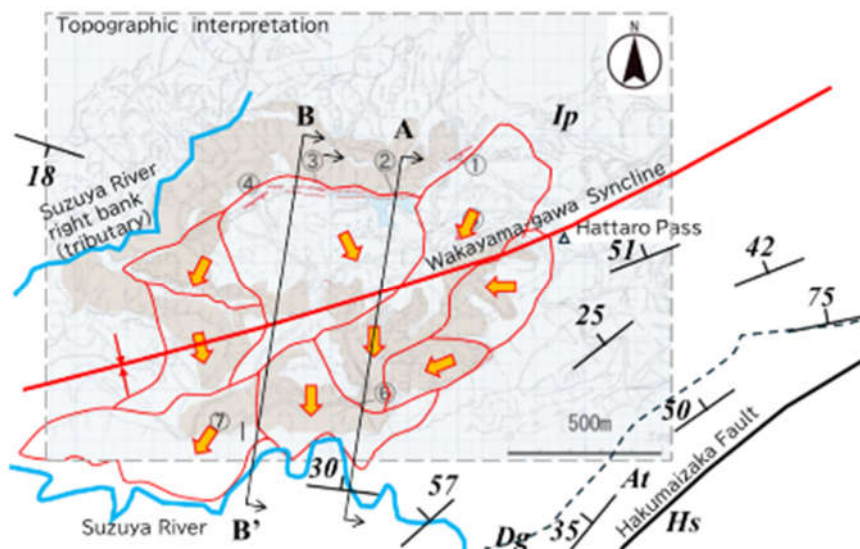 Topographic interpretation
N
B
A
Ip
③
②
①
④
18
Suzuya River
right bank
(tributary)
Wakayama-gawa Syncline
Hattaro Pass
51
42
25
75
⑥
⑦
500m
50
30
57
At
Hakumaizaka Fault
Suzuya River
B'
Dg
35
Hs